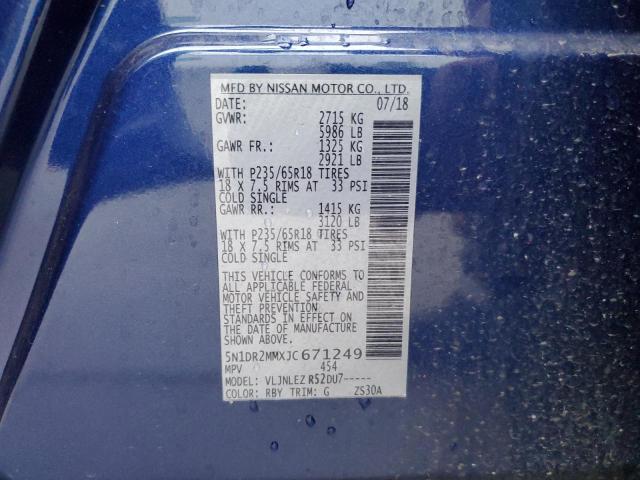 MFD BY NISSAN MOTOR CO., LTD.
DATE: 07/18
GVWR: 2715 KG
5986 LB
GAWR FR.: 1325 KG
2921 LB
WITH P235/65R18 TIRES
18 X 7.5 RIMS AT 33 PSI
COLD SINGLE
GAWR RR.: 1415 KG
3120 LB
WITH P235/65R18 TIRES
18 X 7.5 RIMS AT 33 PSI
COLD SINGLE
THIS VEHICLE CONFORMS TO
ALL APPLICABLE FEDERAL
MOTOR VEHICLE SAFETY AND
THEFT PREVENTION
STANDARDS IN EFFECT ON
THE DATE OF MANUFACTURE
SHOWN ABOVE.
5N1DR2MMXJC671249
MPV 454
MODEL: VLJNLEZ R52DU7-----
COLOR: RBY TRIM: G ZS30A